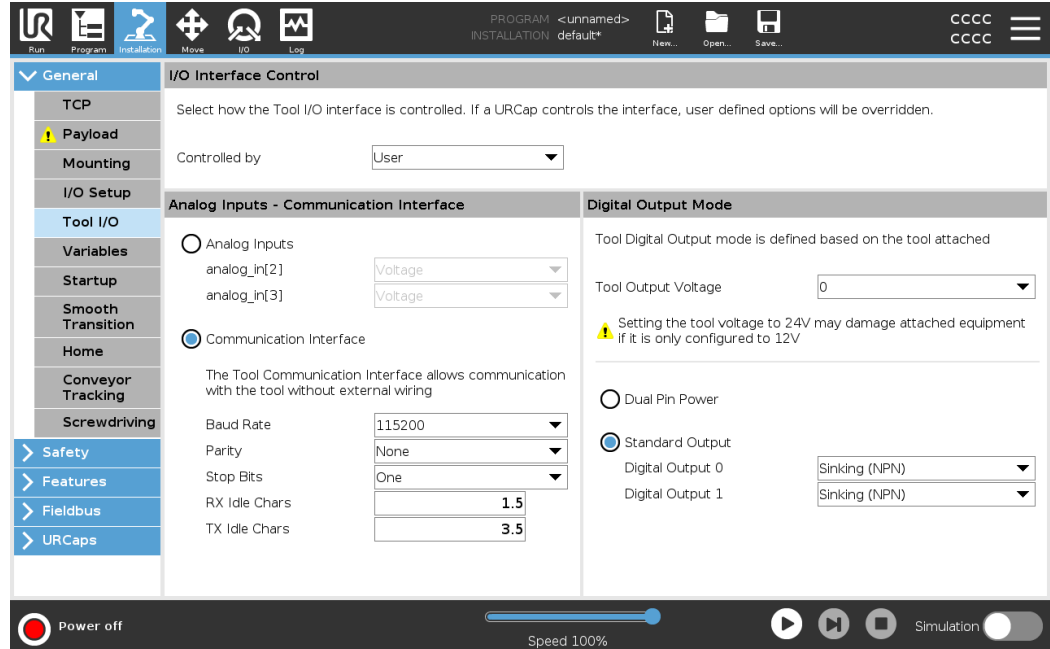 PROGRAM <unnamed>
INSTALLATION default*
CCCC
CCCC
Run Program Installation Move I/O Log New... Open... Save...
General
TCP
Payload
Mounting
I/O Setup
Tool I/O
Variables
Startup
Smooth
Transition
Home
Conveyor
Tracking
Screwdriving
Safety
Features
Fieldbus
URCaps
I/O Interface Control
Select how the Tool I/O interface is controlled. If a URCap controls the interface, user defined options will be overridden.
Controlled by User
Analog Inputs - Communication Interface
Analog Inputs
analog_in[2] Voltage
analog_in[3] Voltage
Communication Interface
The Tool Communication Interface allows communication
with the tool without external wiring
Baud Rate 115200
Parity None
Stop Bits One
RX Idle Chars 1.5
TX Idle Chars 3.5
Digital Output Mode
Tool Digital Output mode is defined based on the tool attached
Tool Output Voltage 0
Setting the tool voltage to 24V may damage attached equipment
if it is only configured to 12V
Dual Pin Power
Standard Output
Digital Output 0 Sinking (NPN)
Digital Output 1 Sinking (NPN)
Power off
Speed 100%
Simulation